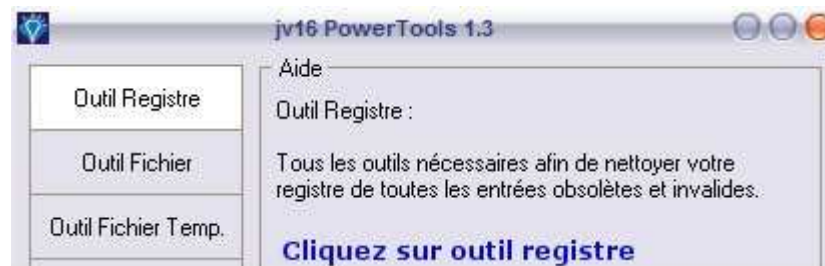 jv16 PowerTools 1.3
Outil Registre
Outil Fichier
Outil Fichier Temp.
Aide
Outil Registre :
Tous les outils nécessaires afin de nettoyer votre
registre de toutes les entrées obsolètes et invalides.
Cliquez sur outil registre